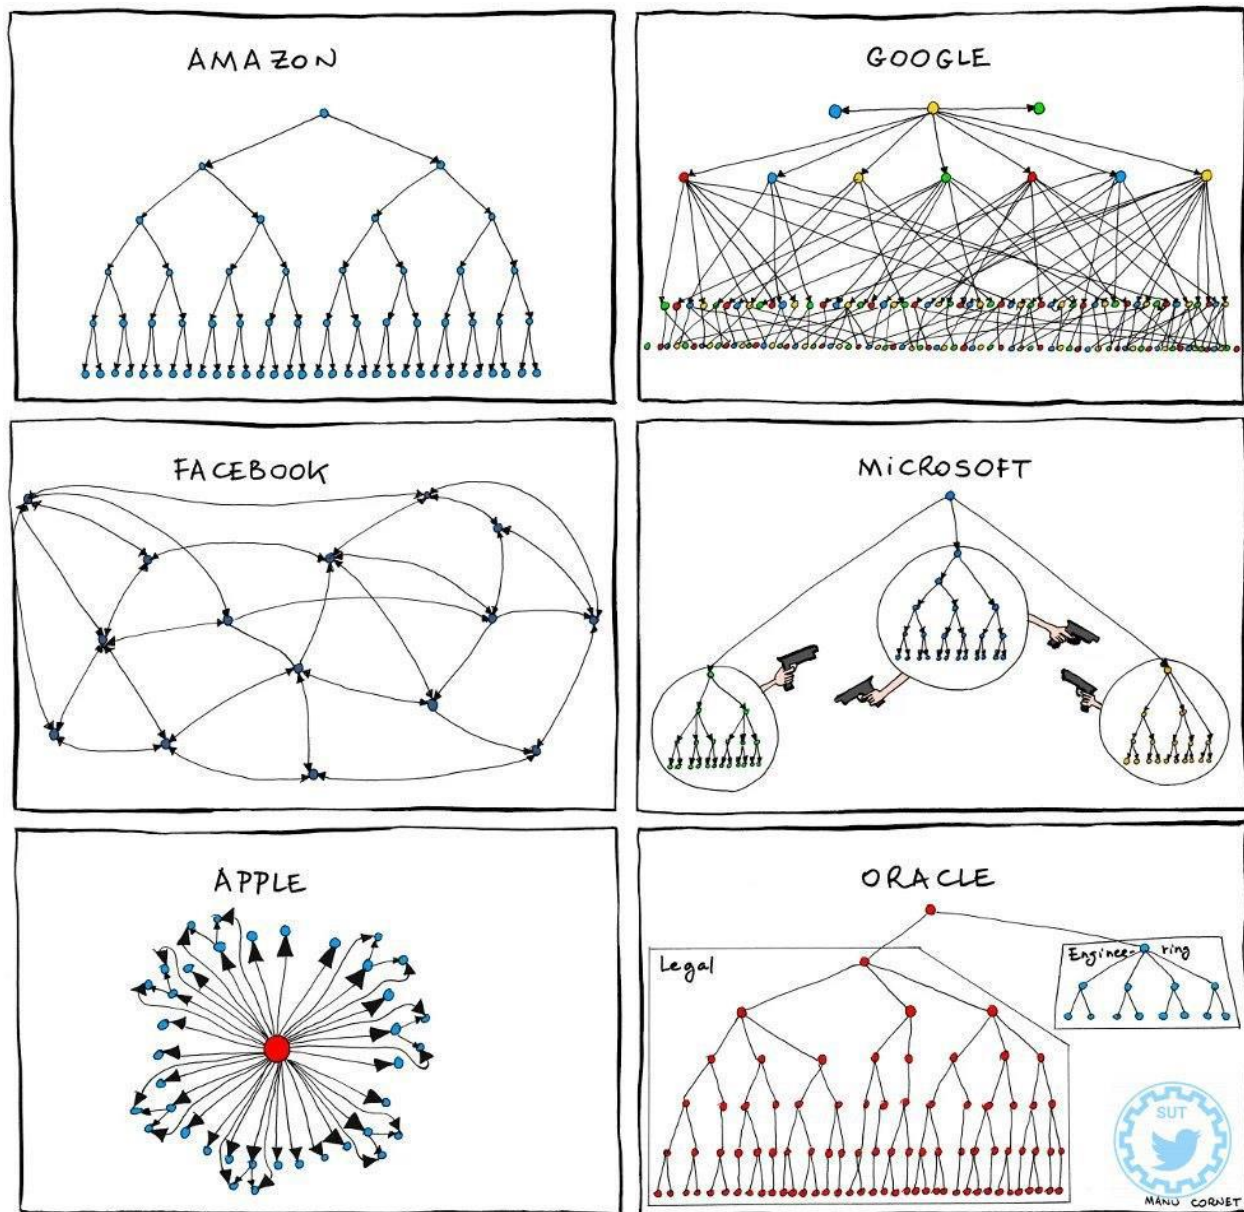 AMAZON
GOOGLE
FACEBOOK
MiCROSOFT
APPLE
ORACLE
Legal
Enginee-ring
SUT
MANU CORNET